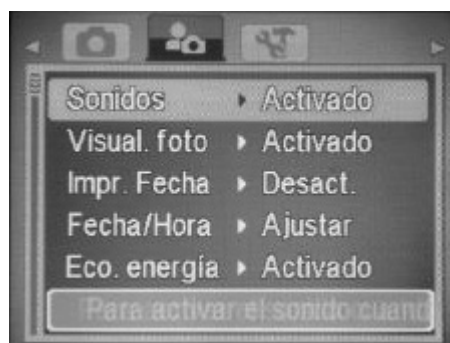 Sonidos Activado
Visual. foto Activado
Impr. Fecha Desact.
Fecha/Hora Ajustar
Eco. energía Activado
Para activar el sonido cuand